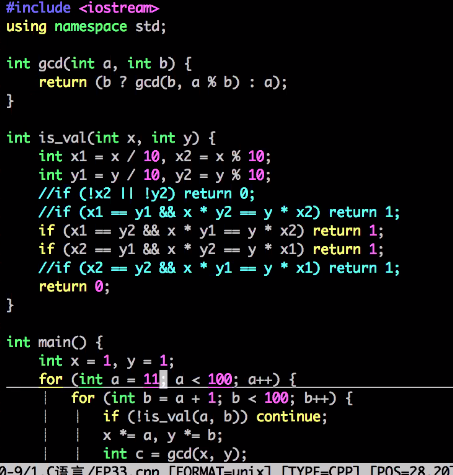 #include <iostream>
using namespace std;
int gcd(int a, int b) {
return (b ? gcd(b, a % b) : a);
}
int is_val(int x, int y) {
int x1 = x / 10, x2 = x % 10;
int y1 = y / 10, y2 = y % 10;
//if (!x2 || !y2) return 0;
//if (x1 == y1 && x * y2 == y * x2) return 1;
if (x1 == y2 && x * y1 == y * x2) return 1;
if (x2 == y1 && x * y2 == y * x1) return 1;
//if (x2 == y2 && x * y1 == y * x1) return 1;
return 0;
}
int main() {
int x = 1, y = 1;
for (int a = 11; a < 100; a++) {
for (int b = a + 1; b < 100; b++) {
if (!is_val(a, b)) continue;
x *= a, y *= b;
int c = gcd(x, y);
0-9/1.C语言/EP33.cpp [FORMAT=unix] [TYPE=CPP] [POS=28,20